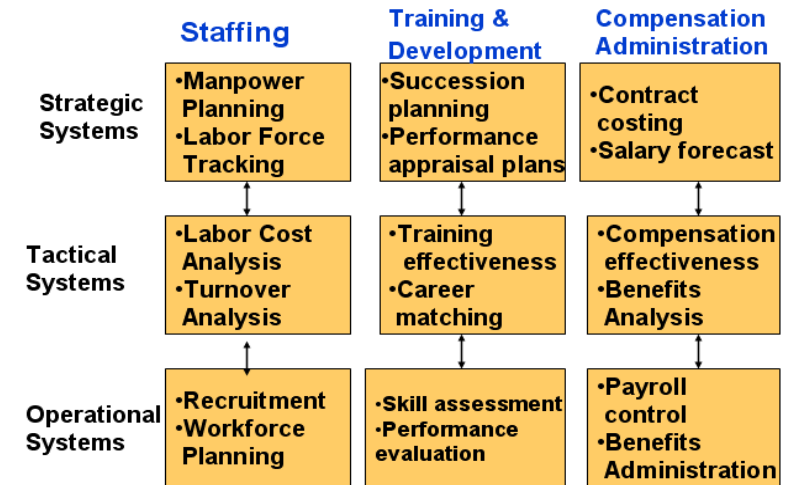 Staffing
Training &
Development
Compensation
Administration
Strategic
Systems
•Manpower
Planning
•Labor Force
Tracking
•Succession
planning
•Performance
appraisal plans
•Contract
costing
•Salary forecast
Tactical
Systems
•Labor Cost
Analysis
•Turnover
Analysis
•Training
effectiveness
•Career
matching
•Compensation
effectiveness
•Benefits
Analysis
Operational
Systems
•Recruitment
•Workforce
Planning
•Skill assessment
•Performance
evaluation
•Payroll
control
•Benefits
Administration